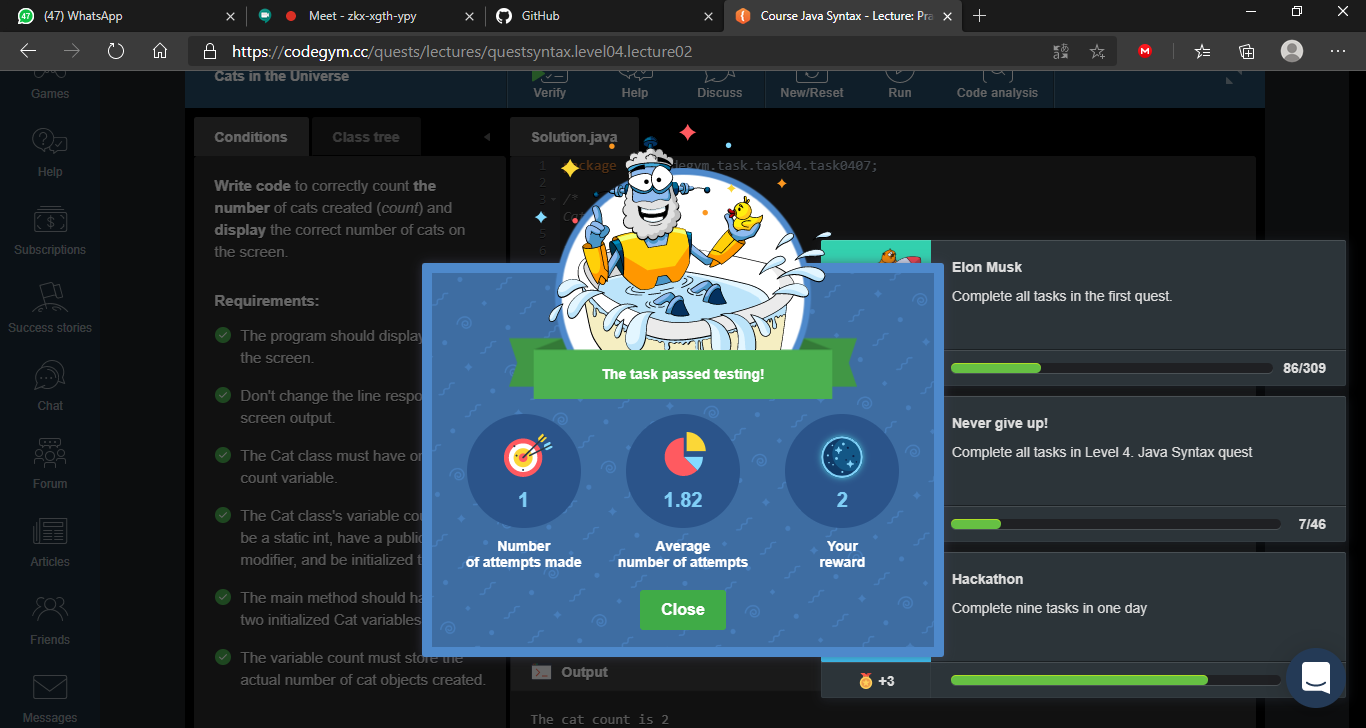 (47) WhatsApp
Meet - zkx-xgth-ypy
GitHub
Course Java Syntax - Lecture: Pra
https://codegym.cc/quests/lectures/questsyntax.level04.lecture02
Games
Help
Subscriptions
Success stories
Chat
Forum
Articles
Friends
Messages
Cats in the Universe
Verify
Help
Discuss
New/Reset
Run
Code analysis
Conditions
Class tree
Solution.java
Write code to correctly count the
number of cats created (count) and
display the correct number of cats on
the screen.
Requirements:
The program should display
the screen.
Don't change the line respo
screen output.
The Cat class must have or
count variable.
The Cat class's variable cou
be a static int, have a public
modifier, and be initialized t
The main method should ha
two initialized Cat variables
The variable count must store the
actual number of cat objects created.
1
ckage
degym.task.task04.task0407;
2
3
/*
Ca
5
6
The task passed testing!
1
Number
of attempts made
1.82
Average
number of attempts
2
Your
reward
Close
Elon Musk
Complete all tasks in the first quest.
86/309
Never give up!
Complete all tasks in Level 4. Java Syntax quest
7/46
Hackathon
Complete nine tasks in one day
+3
Output
The cat count is 2